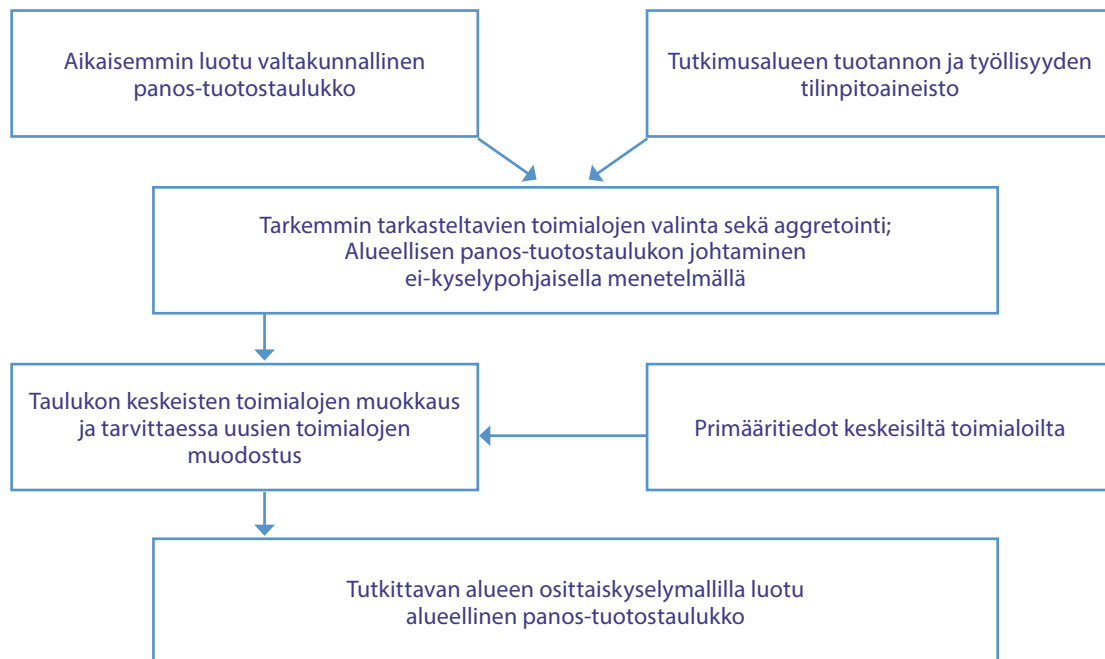 Aikaisemmin luotu valtakunnallinen
panos-tuotostaulukko
Tutkimusalueen tuotannon ja työllisyyden
tilinpitoaineisto
Tarkemmin tarkasteltavien toimialojen valinta sekä aggretointi;
Alueellisen panos-tuotostaulukon johtaminen
ei-kyselypohjaisella menetelmällä
Taulukon keskeisten toimialojen muokkaus
ja tarvittaessa uusien toimialojen
muodostus
Primääritiedot keskeisiltä toimialoilta
Tutkittavan alueen osittaiskyselymallilla luotu
alueellinen panos-tuotostaulukko